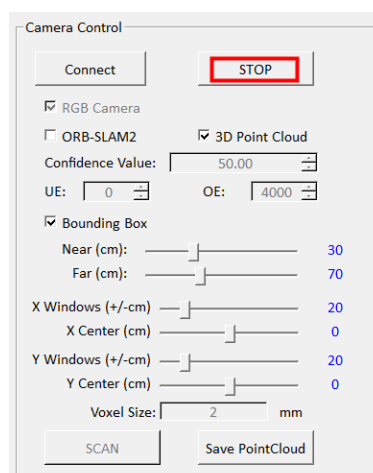 Camera Control
Connect STOP
RGB Camera
ORB-SLAM2 3D Point Cloud
Confidence Value: 50.00
UE: 0 OE: 4000
Bounding Box
Near (cm): 30
Far (cm): 70
X Windows (+/-cm) 20
X Center (cm) 0
Y Windows (+/-cm) 20
Y Center (cm) 0
Voxel Size: 2 mm
SCAN Save PointCloud